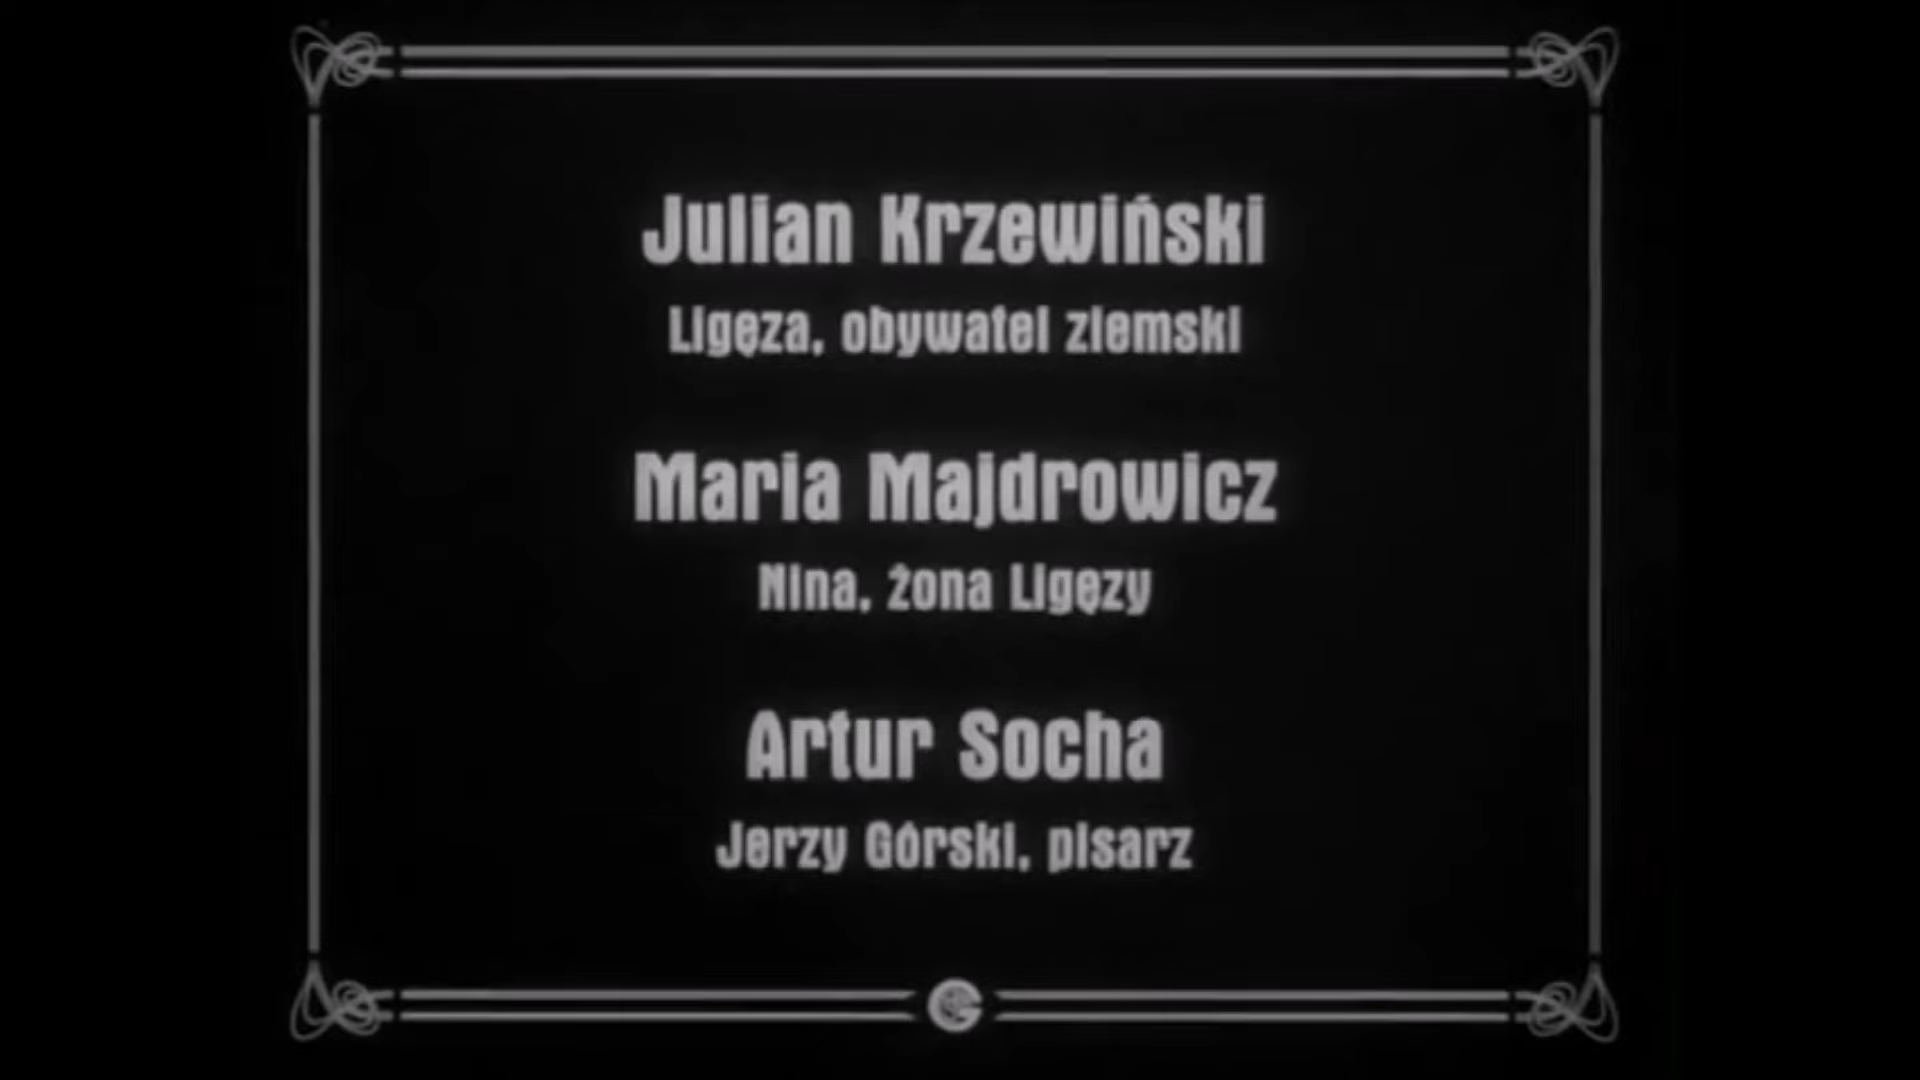 Julian Krzewiński
Ligęza, obywatel ziemski
Maria Majdrowicz
Nina, żona Ligęzy
Artur Socha
Jerzy Górski, pisarz